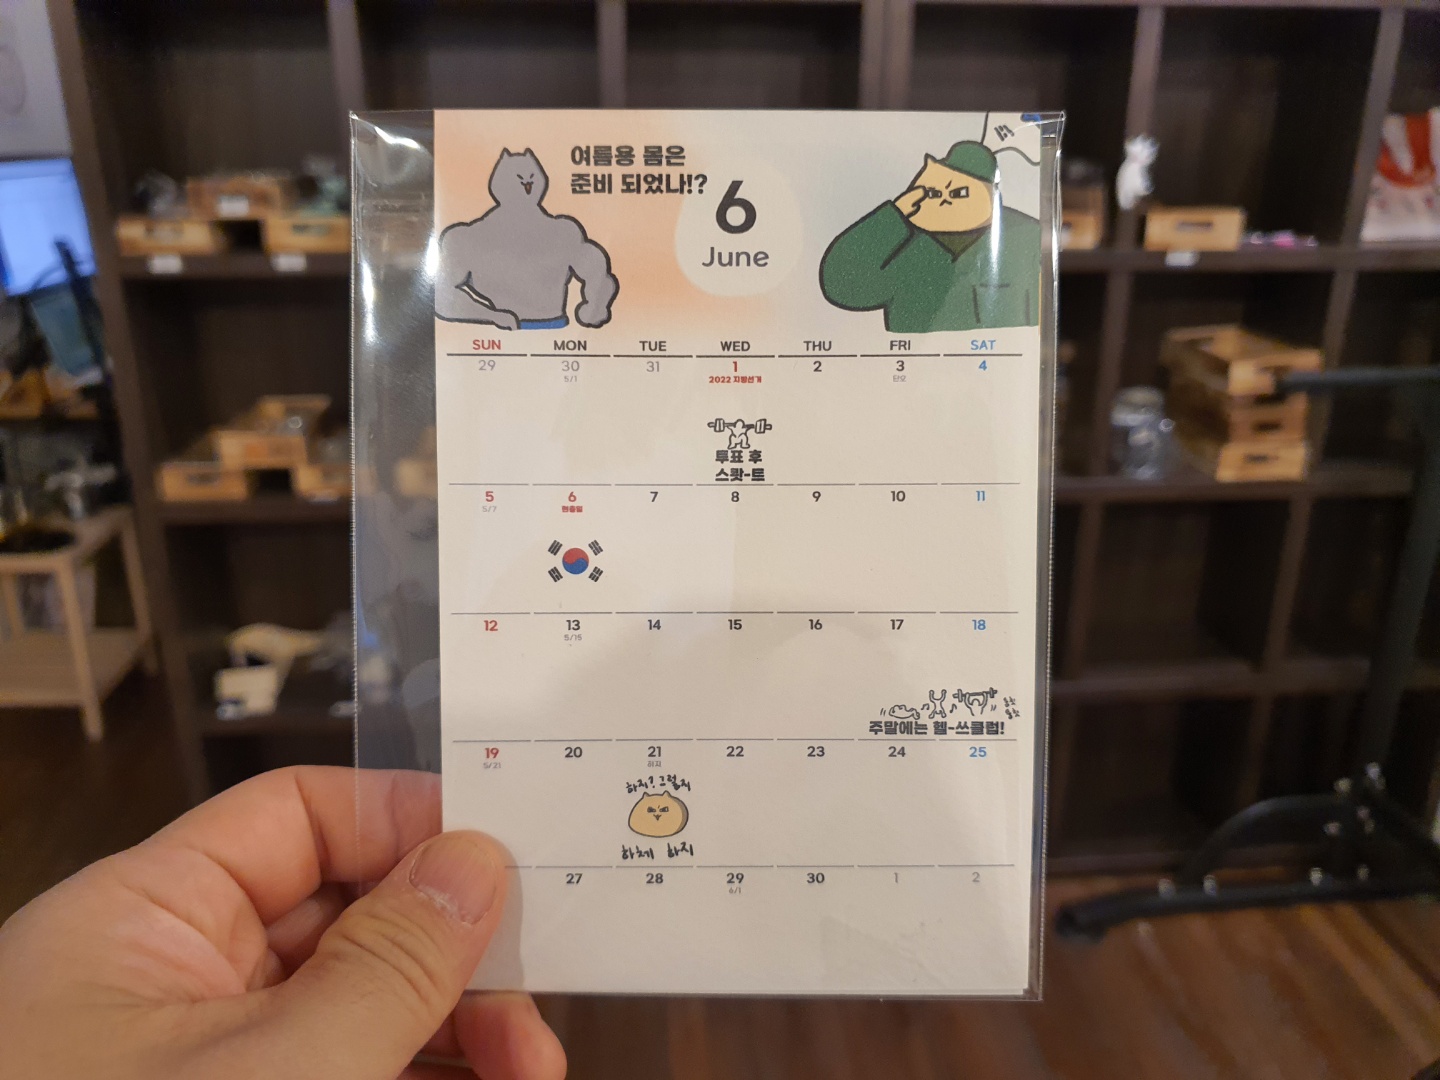 여름용 몸은
준비 되었나!?
6
June
SUN MON TUE WED THU FRI SAT
29 30 31 1 2 3 4
5/1 2022 지방선거 단오
투표 후
스쾃-트
5 6 7 8 9 10 11
5/7 현충일
12 13 14 15 16 17 18
5/15
주말에는 헬-쓰클럽!
19 20 21 22 23 24 25
5/21 하지
하지? 그렇지
하체 하지
27 28 29 30 1 2
6/1